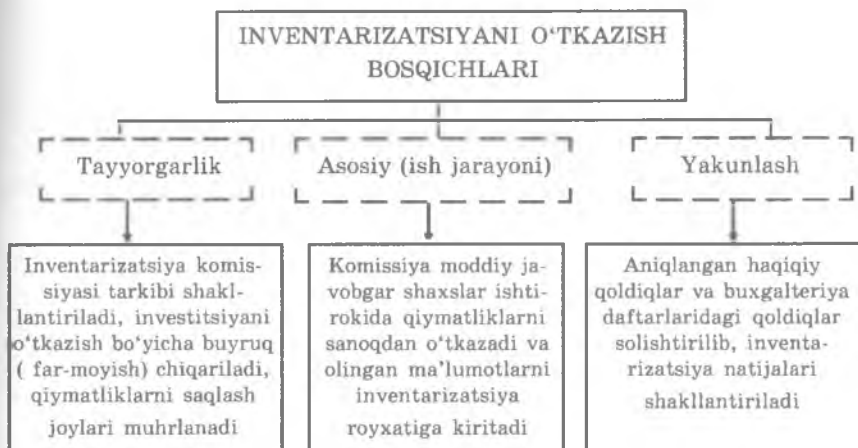 INVENTARIZATSIYANI O‘TKAZISH
BOSQICHLARI
Tayyorgarlik
Asosiy (ish jarayoni)
Yakunlash
Inventarizatsiya komis-
siyasi tarkibi shakl-
lantiriladi, investitsiyani
o‘tkazish bo‘yicha buyruq
( far-moyish) chiqariladi,
qiymatliklarni saqlash
joylari muhrlanadi
Komissiya moddiy ja-
vobgar shaxslar ishti-
rokida qiymatliklarni
sanoqdan o‘tkazadi va
olingan ma’lumotlarni
inventarizatsiya
royxatiga kiritadi
Aniqlangan haqiqiy
qoldiqlar va buxgalteriya
daftarlaridagi qoldiqlar
solishtirilib, inventa-
rizatsiya natijalari
shakllantiriladi